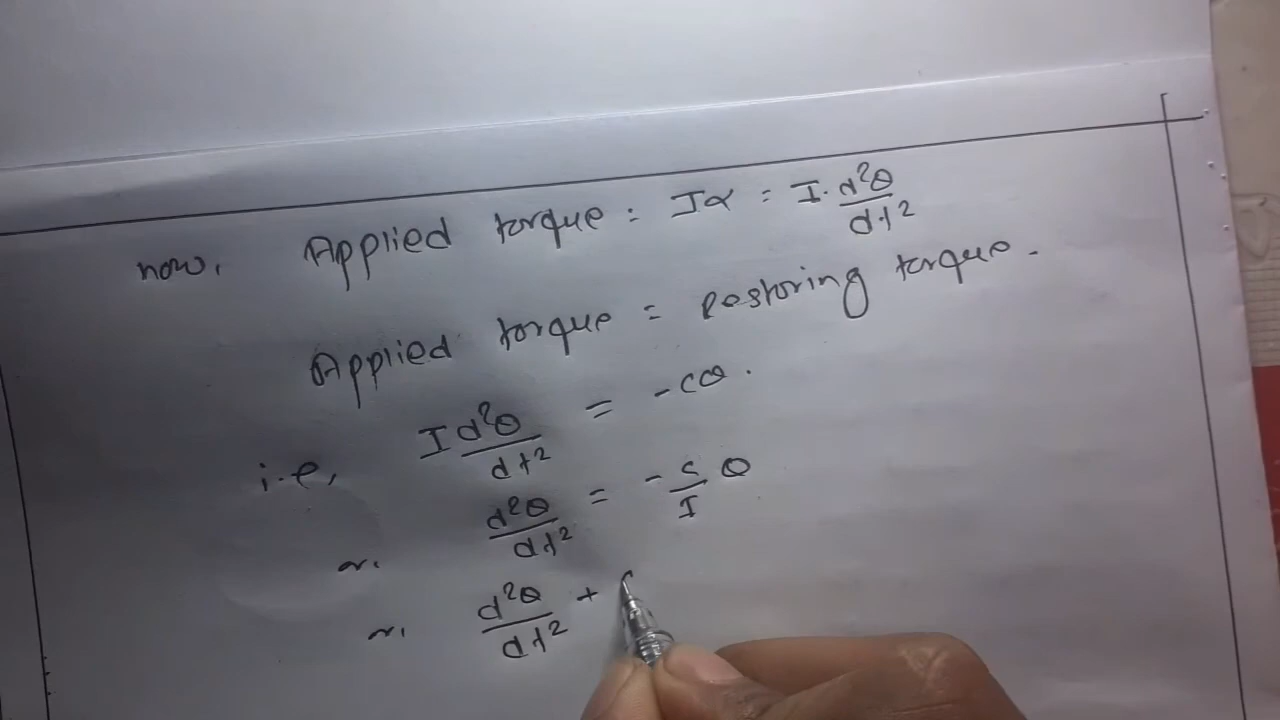 now, Applied torque = Iα = I · d²θ/dt²
Applied torque = Restoring torque.
i.e, I d²θ/dt² = -cθ.
or, d²θ/dt² = - c/I θ
or, d²θ/dt² +